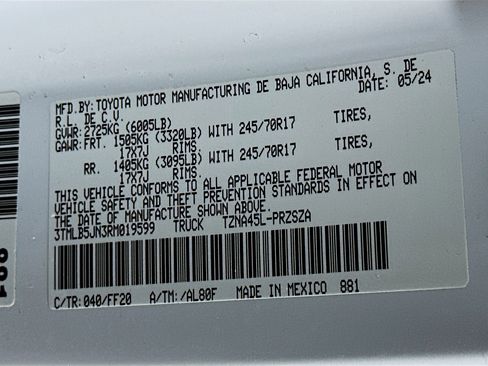 MFD.BY:TOYOTA MOTOR MANUFACTURING DE BAJA CALIFORNIA, S. DE
R.L. DE C.V. DATE: 05/24
GVWR: 2725KG (6005LB)
GAWR: FRT. 1505KG (3320LB) WITH 245/70R17 TIRES,
17X7J RIMS.
RR. 1405KG (3095LB) WITH 245/70R17 TIRES,
17X7J RIMS.
THIS VEHICLE CONFORMS TO ALL APPLICABLE FEDERAL MOTOR
VEHICLE SAFETY AND THEFT PREVENTION STANDARDS IN EFFECT ON
THE DATE OF MANUFACTURE SHOWN ABOVE.
3TMLB5JN3RM019599 TRUCK TZNA45L-PRZSZA
C/TR: 040/FF20 A/TM: /AL80F MADE IN MEXICO 881
881